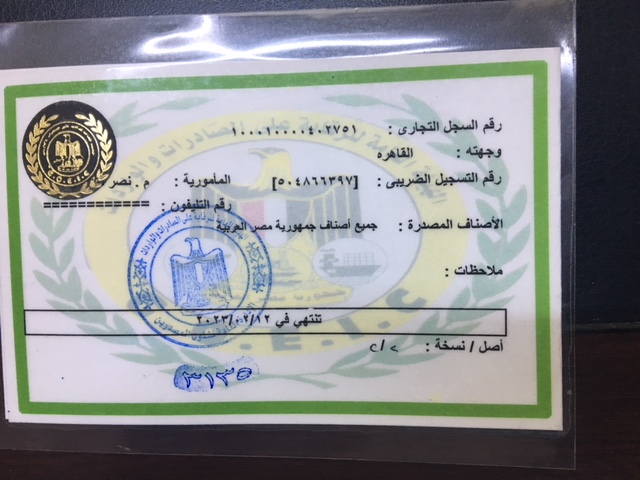 رقم السجل التجارى : ١٠٠٠١٠٠٠٠٤٠٢٧٥١
وجهته : القاهره
رقم التسجيل الضريبى : [٥٠٤٨٦٦٣٩٧] المأمورية : م . نصر
رقم التليفون : ============
الأصناف المصدرة : جميع أصناف جمهورية مصر العربية
ملاحظات :
تنتهي في ٢٠٢٣/٠٢/١٢
أصل / نسخة :
٣١٣٥